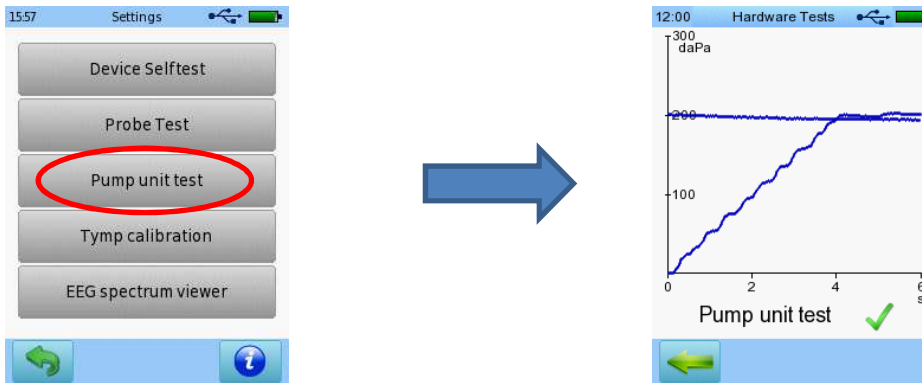 15:57 Settings
Device Selftest
Probe Test
Pump unit test
Tymp calibration
EEG spectrum viewer
i
12:00 Hardware Tests
300
daPa
200
100
0 2 4 6
s
Pump unit test